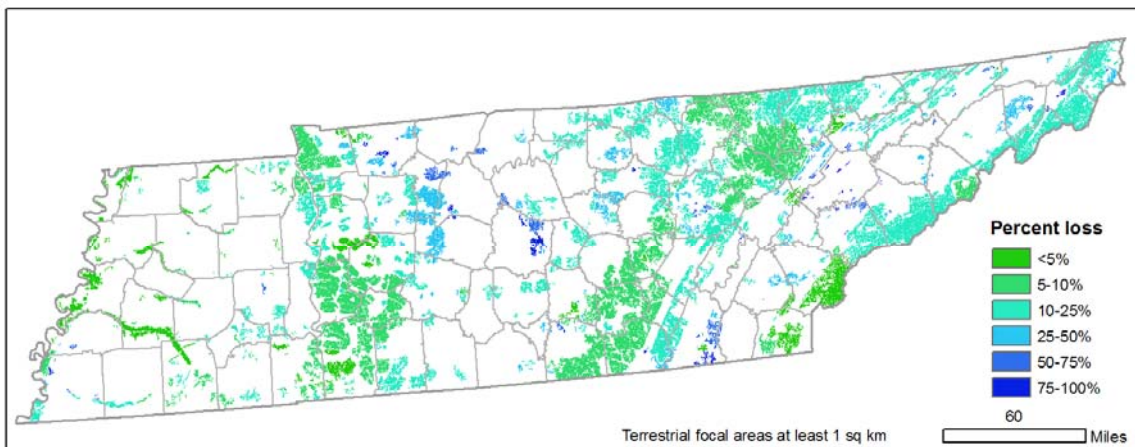 Percent loss
<5%
5-10%
10-25%
25-50%
50-75%
75-100%
60
Terrestrial focal areas at least 1 sq km
Miles